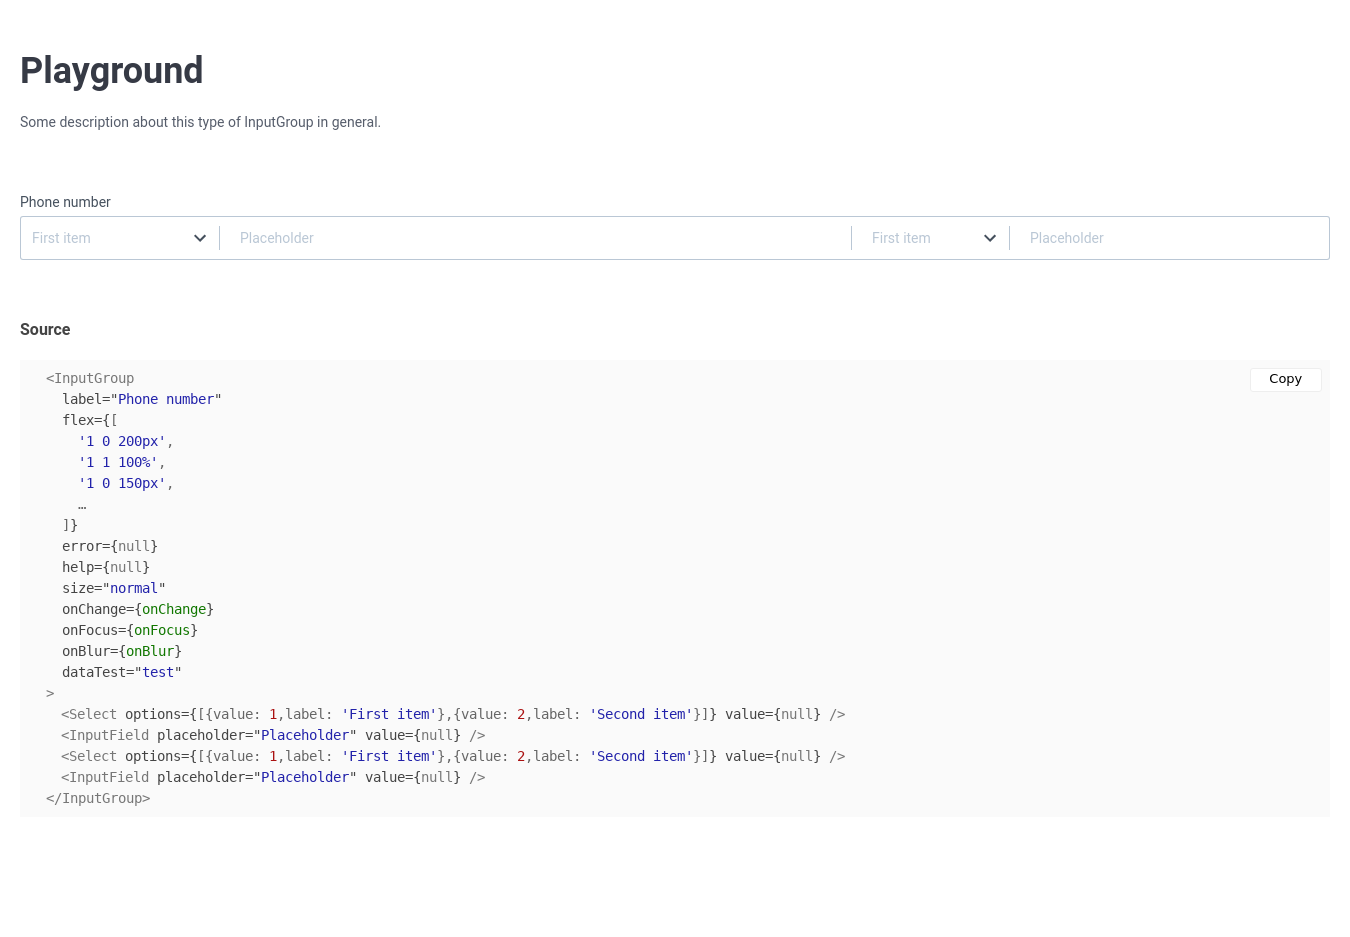 Playground
Some description about this type of InputGroup in general.
Phone number
First item Placeholder First item Placeholder
Source
Copy
<InputGroup
  label="Phone number"
  flex={[
    '1 0 200px',
    '1 1 100%',
    '1 0 150px',
    …
  ]}
  error={null}
  help={null}
  size="normal"
  onChange={onChange}
  onFocus={onFocus}
  onBlur={onBlur}
  dataTest="test"
>
  <Select options={[{value: 1,label: 'First item'},{value: 2,label: 'Second item'}]} value={null} />
  <InputField placeholder="Placeholder" value={null} />
  <Select options={[{value: 1,label: 'First item'},{value: 2,label: 'Second item'}]} value={null} />
  <InputField placeholder="Placeholder" value={null} />
</InputGroup>